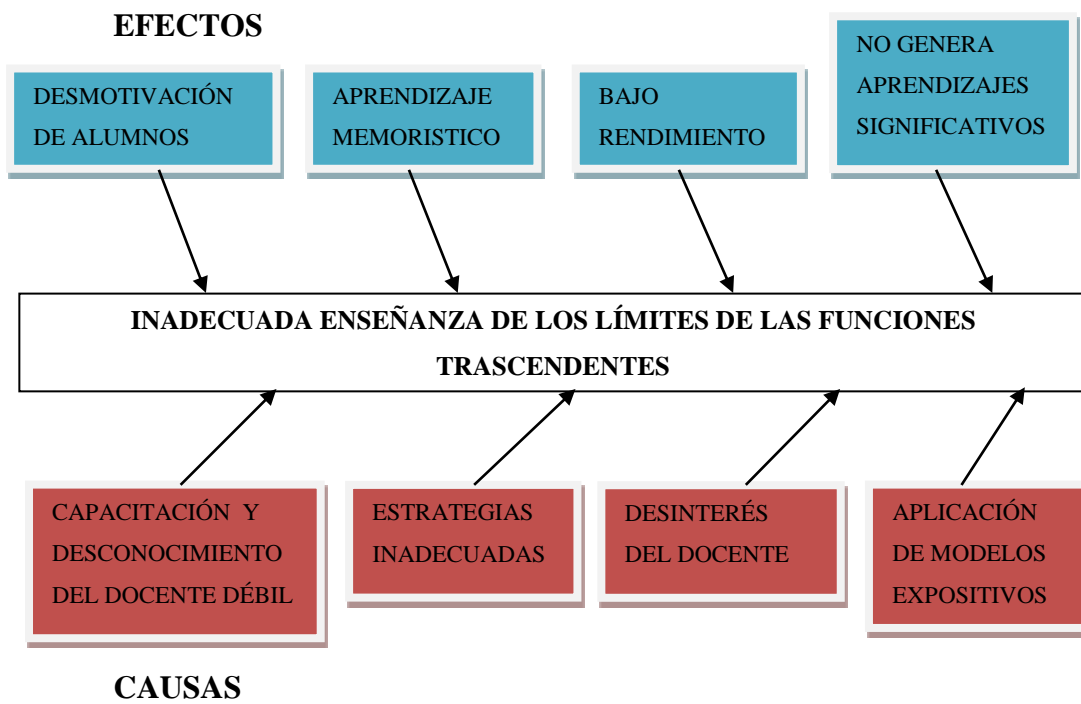 EFECTOS
DESMOTIVACIÓN
DE ALUMNOS
APRENDIZAJE
MEMORISTICO
BAJO
RENDIMIENTO
NO GENERA
APRENDIZAJES
SIGNIFICATIVOS
INADECUADA ENSEÑANZA DE LOS LÍMITES DE LAS FUNCIONES
TRASCENDENTES
CAPACITACIÓN Y
DESCONOCIMIENTO
DEL DOCENTE DÉBIL
ESTRATEGIAS
INADECUADAS
DESINTERÉS
DEL DOCENTE
APLICACIÓN
DE MODELOS
EXPOSITIVOS
CAUSAS